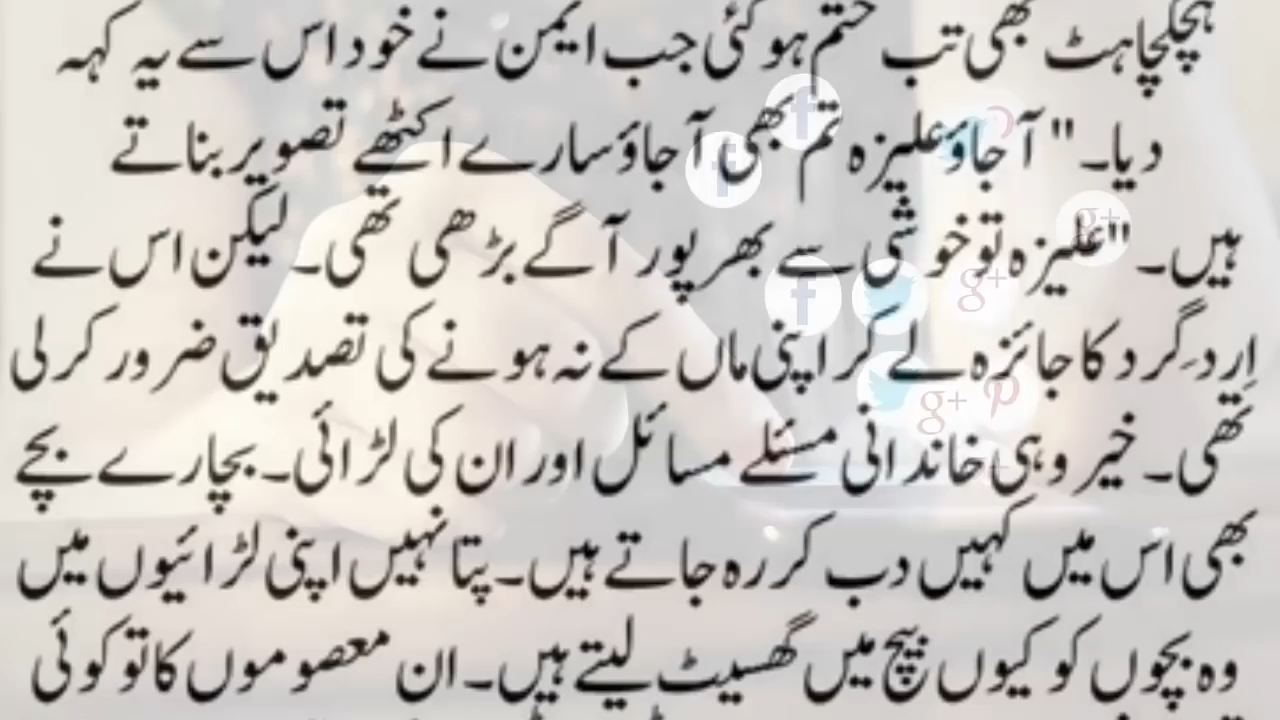 ہچکچاہٹ بھی تب ختم ہوگئی جب ایمن نے خود اس سے یہ کہہ
دیا۔" آ جاؤ علیزہ تم بھی آ جاؤ سارے اکٹھے تصویر بناتے
ہیں۔"علیزہ تو خوشی سے بھرپور آگے بڑھی تھی۔ لیکن اس نے
اِرد گرد کا جائزہ لے کر اپنی ماں کے نہ ہونے کی تصدیق ضرور کر لی
تھی۔ خیر وہی خاندانی مسئلے مسائل اور ان کی لڑائی۔ بچارے بچے
بھی اس میں کہیں دب کر رہ جاتے ہیں۔ پتا نہیں اپنی لڑائیوں میں
وہ بچوں کو کیوں بیچ میں گھسیٹ لیتے ہیں۔ ان معصوموں کا تو کوئی